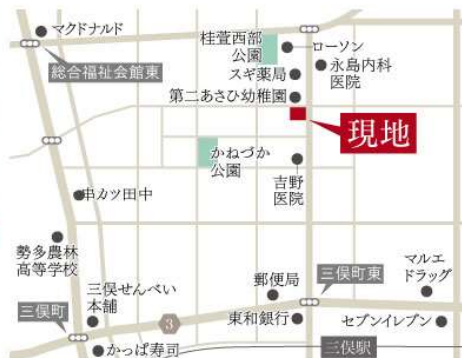 マクドナルド
総合福祉会館東
桂萱西部
公園
ローソン
スギ薬局
永島内科
医院
第二あさひ幼稚園
現地
かねづか
公園
吉野
医院
串カツ田中
勢多農林
高等学校
三俣せんべい
本舗
三俣町
3
郵便局
三俣町東
マルエ
ドラッグ
東和銀行
セブンイレブン
かっぱ寿司
三俣駅